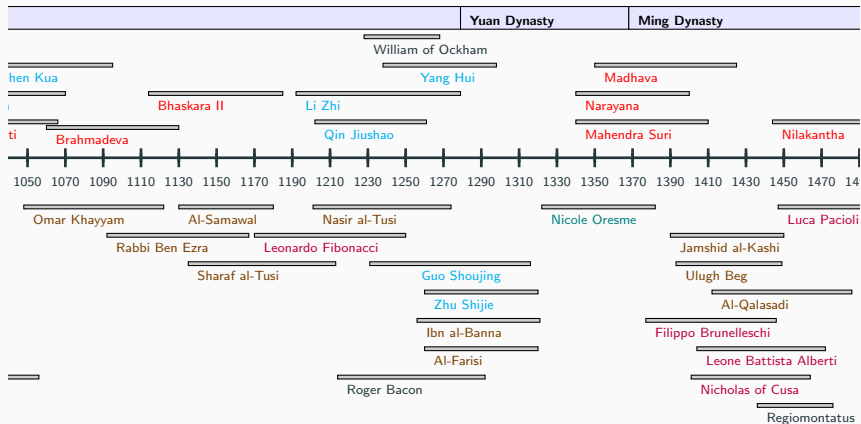 Yuan Dynasty Ming Dynasty
William of Ockham
hen Kua Yang Hui Madhava
Bhaskara II Li Zhi Narayana
ti Brahmadeva Qin Jiushao Mahendra Suri Nilakantha
1050 1070 1090 1110 1130 1150 1170 1190 1210 1230 1250 1270 1290 1310 1330 1350 1370 1390 1410 1430 1450 1470
Omar Khayyam Al-Samawal Nasir al-Tusi Nicole Oresme Luca Pacioli
Rabbi Ben Ezra Leonardo Fibonacci Jamshid al-Kashi
Sharaf al-Tusi Guo Shoujing Ulugh Beg
Zhu Shijie Al-Qalasadi
Ibn al-Banna Filippo Brunelleschi
Al-Farisi Leone Battista Alberti
Roger Bacon Nicholas of Cusa
Regiomontatus